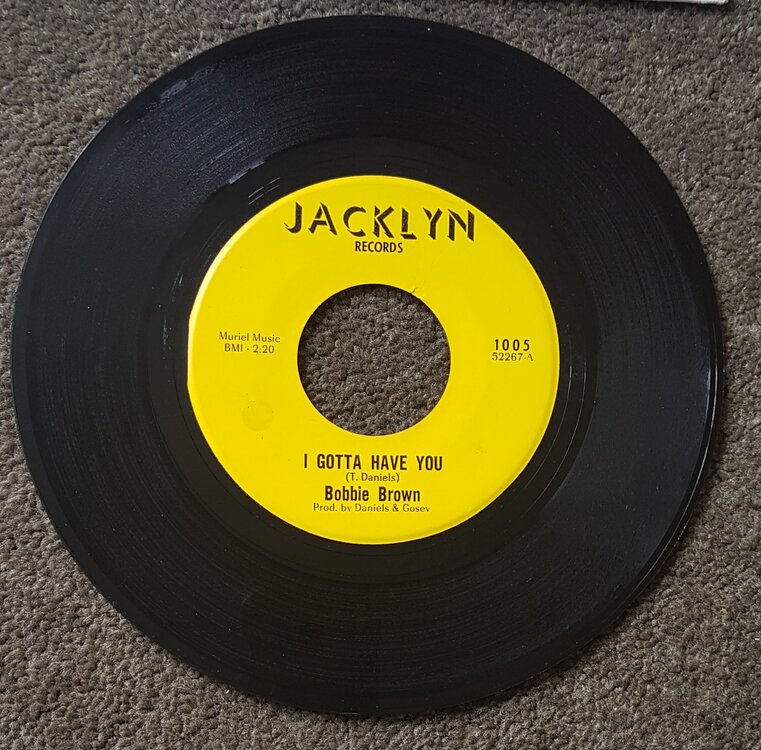 JACKLYN
RECORDS
Muriel Music
BMI - 2:20
1005
52267-A
I GOTTA HAVE YOU
(T. Daniels)
Bobbie Brown
Prod. by Daniels & Gosey